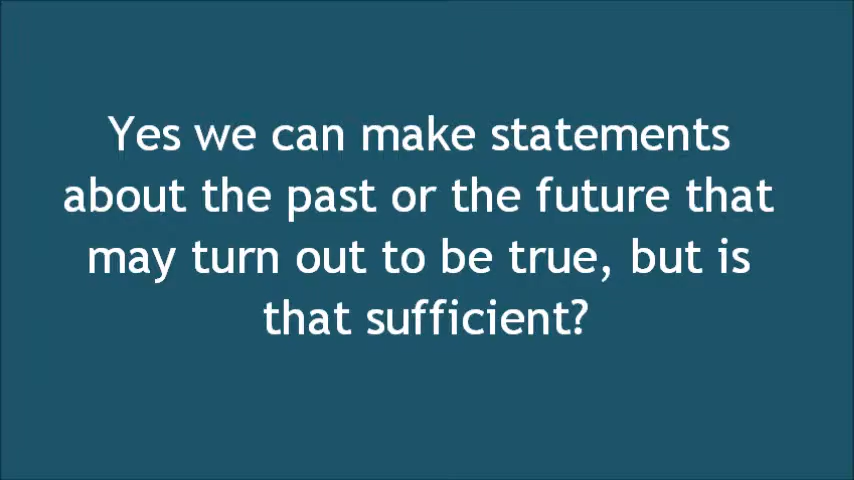 Yes we can make statements
about the past or the future that
may turn out to be true, but is
that sufficient?